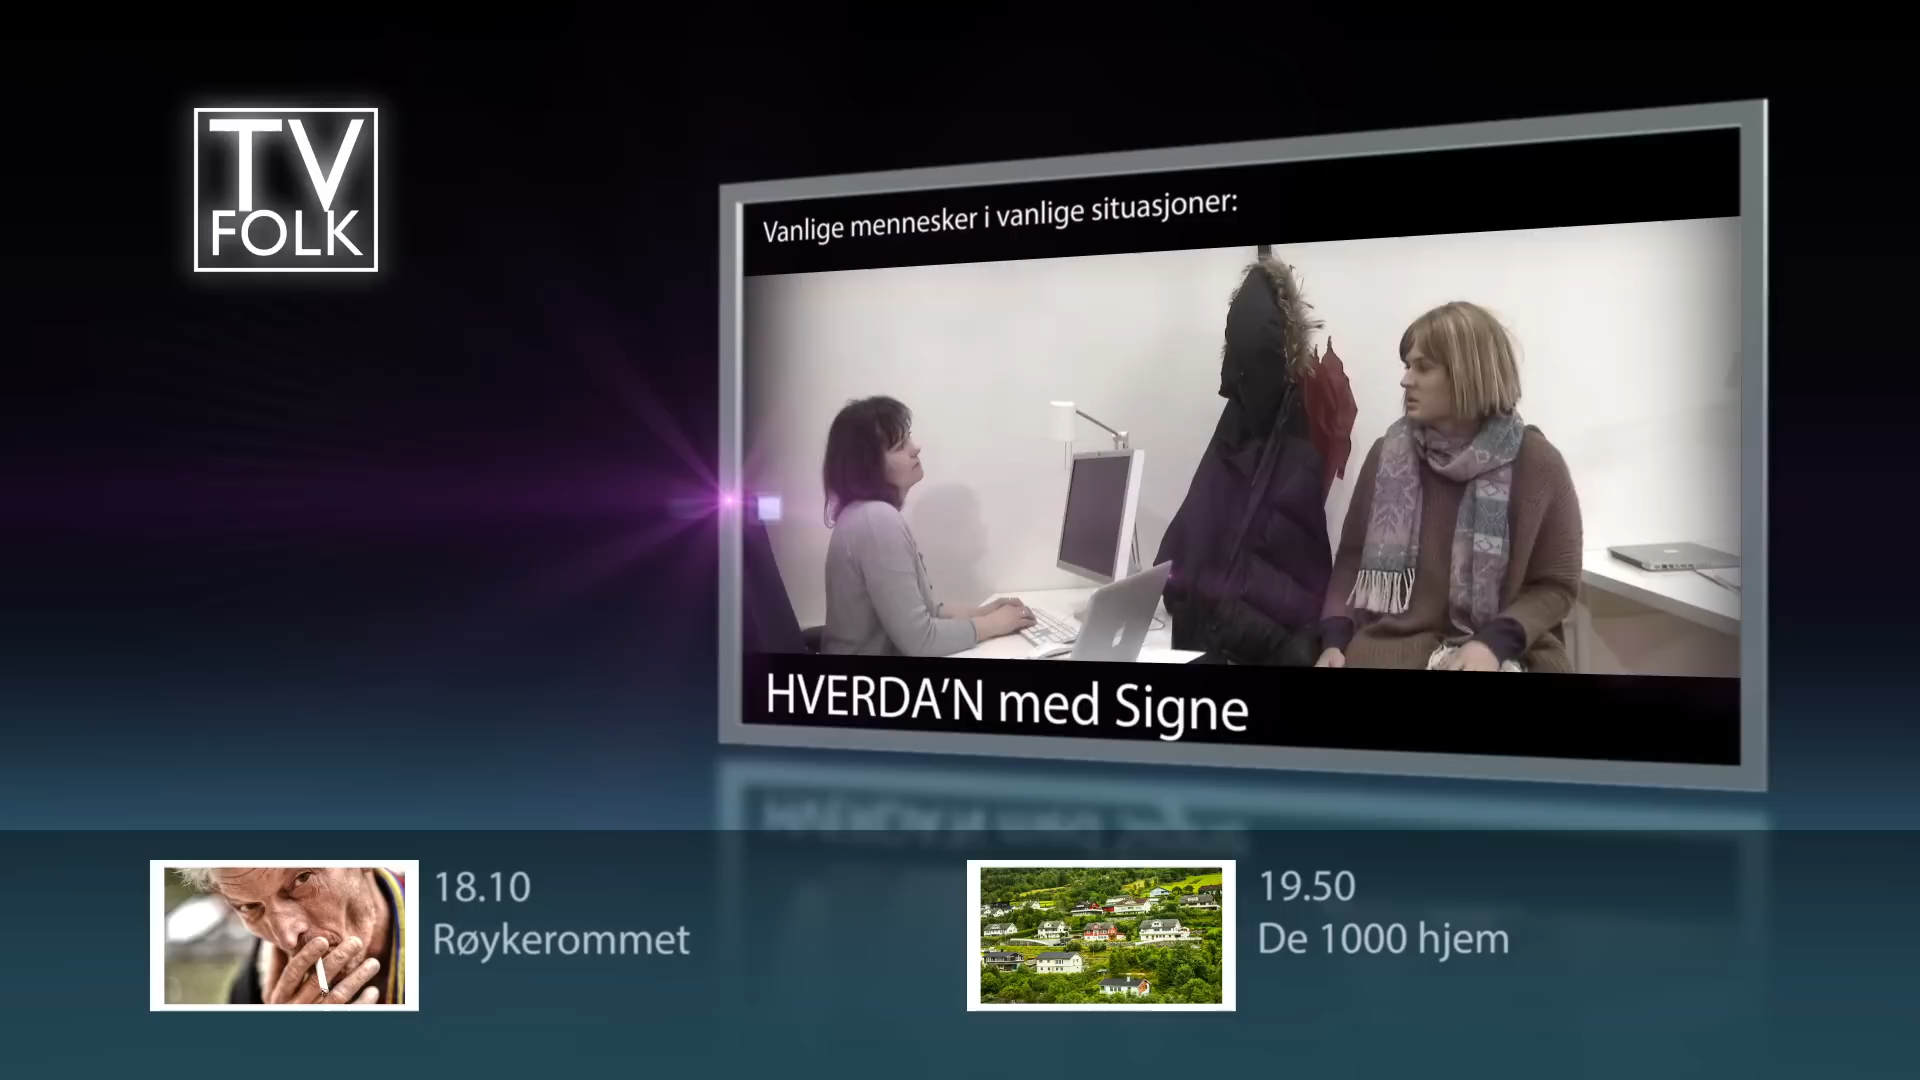 TV
FOLK
Vanlige mennesker i vanlige situasjoner:
HVERDA’N med Signe
18.10
Røykerommet
19.50
De 1000 hjem